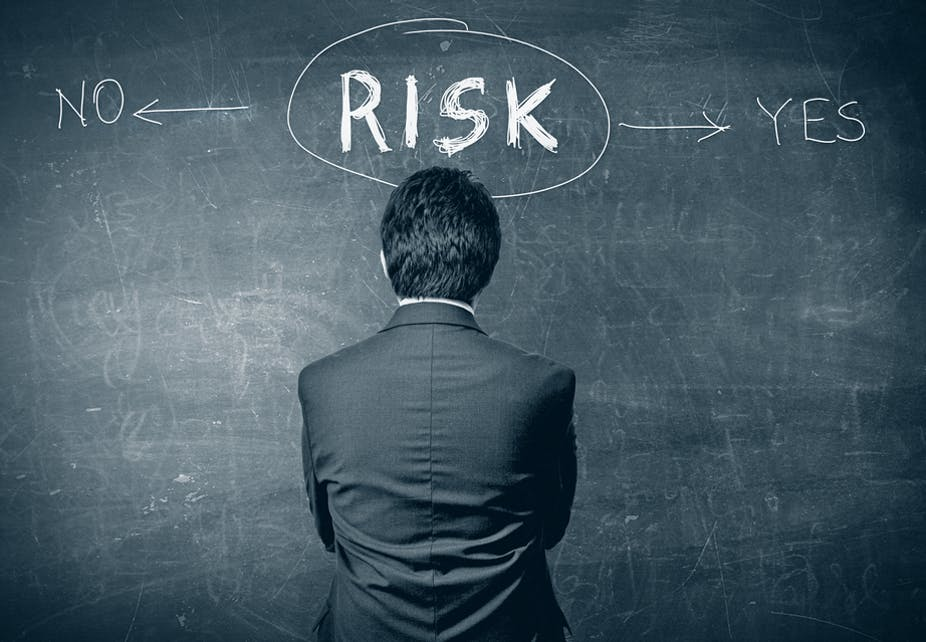 NO RISK YES